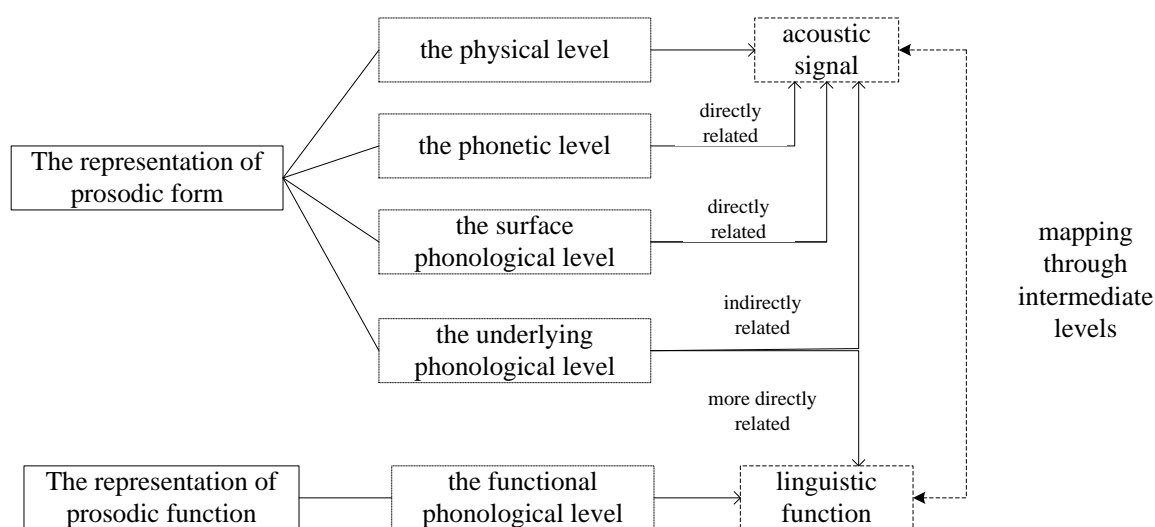 the physical level
acoustic
signal
directly
related
the phonetic level
The representation of
prosodic form
directly
related
the surface
phonological level
mapping
through
intermediate
levels
indirectly
related
the underlying
phonological level
more directly
related
The representation of
prosodic function
the functional
phonological level
linguistic
function